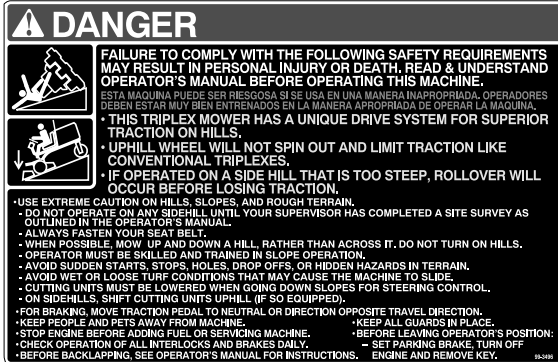 DANGER
FAILURE TO COMPLY WITH THE FOLLOWING SAFETY REQUIREMENTS
MAY RESULT IN PERSONAL INJURY OR DEATH. READ & UNDERSTAND
OPERATOR'S MANUAL BEFORE OPERATING THIS MACHINE.
ESTA MAQUINA PUEDE SER RIESGOSA SI SE USA EN UNA MANERA INAPROPRIADA. OPERADORES
DEBEN ESTAR MUY BIEN ENTRENADOS EN LA MANERA APROPRIADA DE OPERAR LA MAQUINA.
• THIS TRIPLEX MOWER HAS A UNIQUE DRIVE SYSTEM FOR SUPERIOR
TRACTION ON HILLS.
• UPHILL WHEEL WILL NOT SPIN OUT AND LIMIT TRACTION LIKE
CONVENTIONAL TRIPLEXES.
• IF OPERATED ON A SIDE HILL THAT IS TOO STEEP, ROLLOVER WILL
OCCUR BEFORE LOSING TRACTION.
• USE EXTREME CAUTION ON HILLS, SLOPES, AND ROUGH TERRAIN.
- DO NOT OPERATE ON ANY SIDEHILL UNTIL YOUR SUPERVISOR HAS COMPLETED A SITE SURVEY AS
OUTLINED IN THE OPERATOR'S MANUAL.
- ALWAYS FASTEN YOUR SEAT BELT.
- WHEN POSSIBLE, MOW UP AND DOWN A HILL, RATHER THAN ACROSS IT. DO NOT TURN ON HILLS.
- OPERATOR MUST BE SKILLED AND TRAINED IN SLOPE OPERATION.
- AVOID SUDDEN STARTS, STOPS, HOLES, DROP OFFS, OR HIDDEN HAZARDS IN TERRAIN.
- AVOID WET OR LOOSE TURF CONDITIONS THAT MAY CAUSE THE MACHINE TO SLIDE.
- CUTTING UNITS MUST BE LOWERED WHEN GOING DOWN SLOPES FOR STEERING CONTROL.
- ON SIDEHILLS, SHIFT CUTTING UNITS UPHILL (IF SO EQUIPPED).
• FOR BRAKING, MOVE TRACTION PEDAL TO NEUTRAL OR DIRECTION OPPOSITE TRAVEL DIRECTION.
• KEEP PEOPLE AND PETS AWAY FROM MACHINE.
• STOP ENGINE BEFORE ADDING FUEL OR SERVICING MACHINE.
• CHECK OPERATION OF ALL INTERLOCKS AND BRAKES DAILY.
• BEFORE BACKLAPPING, SEE OPERATOR'S MANUAL FOR INSTRUCTIONS.
• KEEP ALL GUARDS IN PLACE.
• BEFORE LEAVING OPERATOR'S POSITION:
- SET PARKING BRAKE, TURN OFF
ENGINE AND REMOVE KEY.